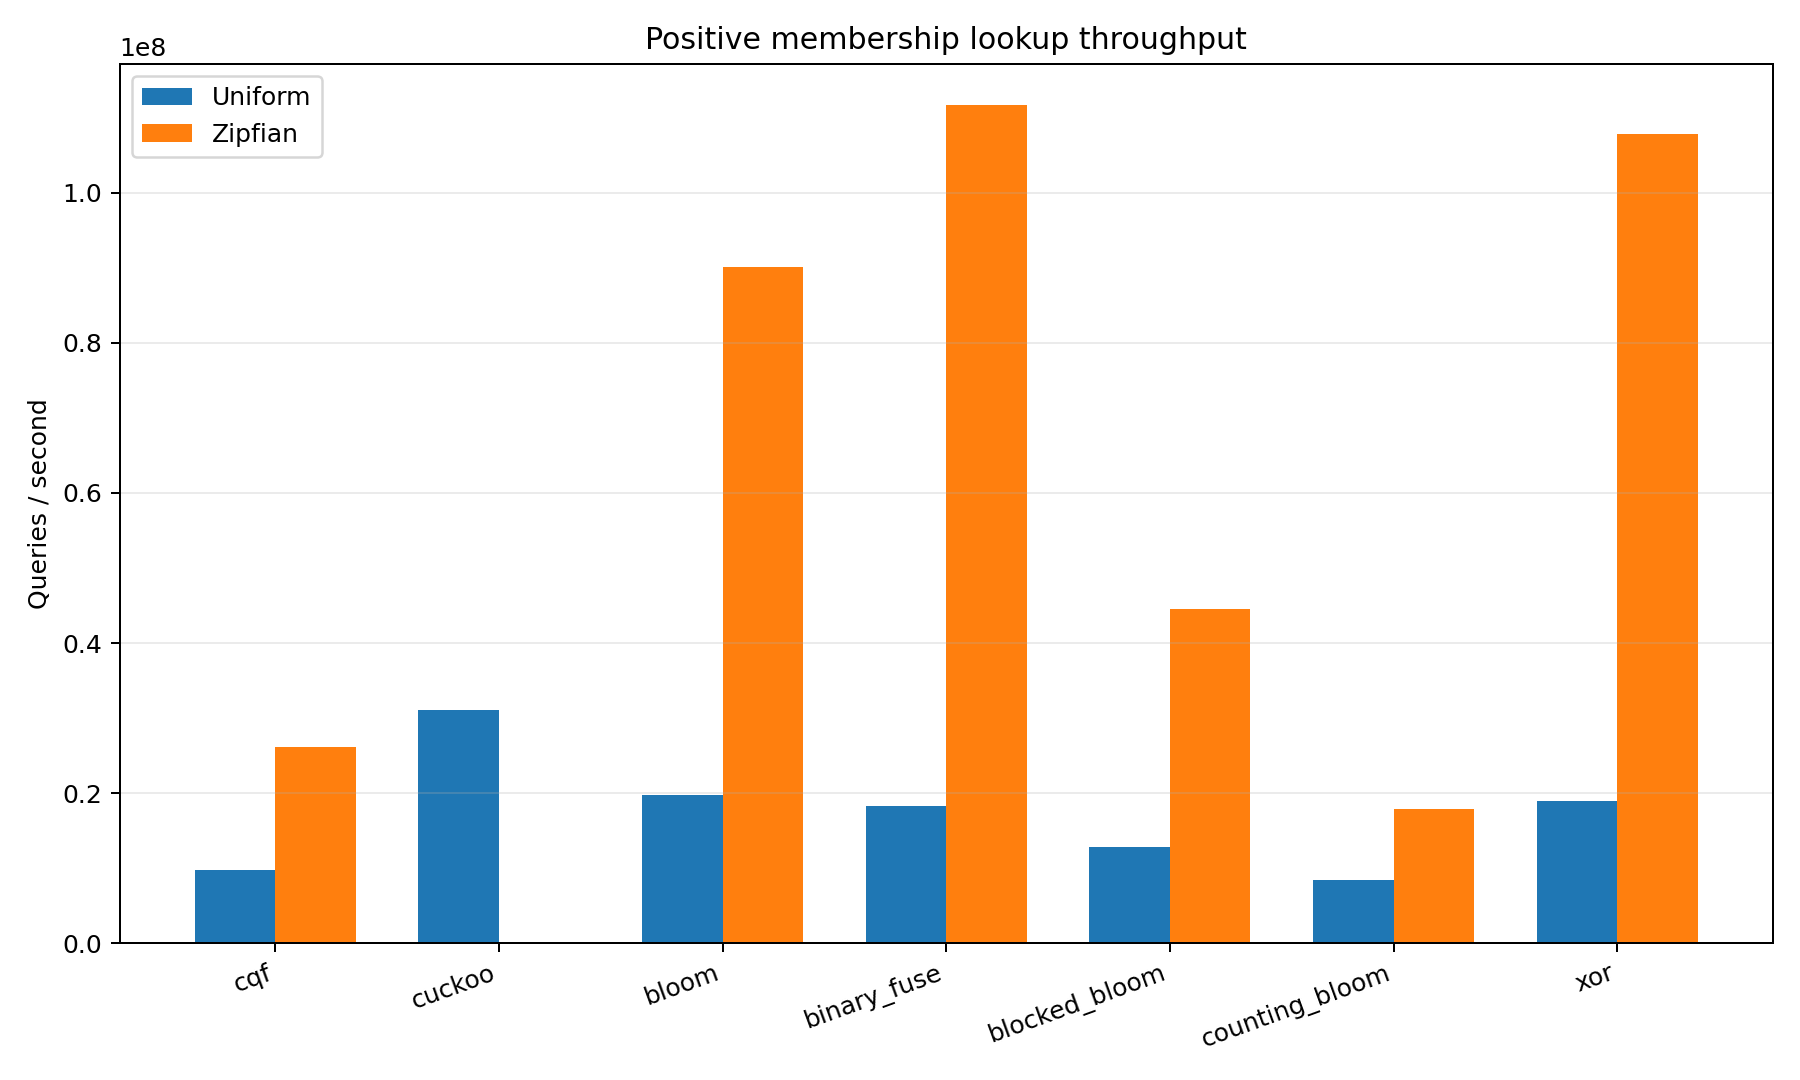 Positive membership lookup throughput
1e8
Uniform
Zipfian
1.0
0.8
0.6
0.4
0.2
0.0
Queries / second
cqf
cuckoo
bloom
binary_fuse
blocked_bloom
counting_bloom
xor